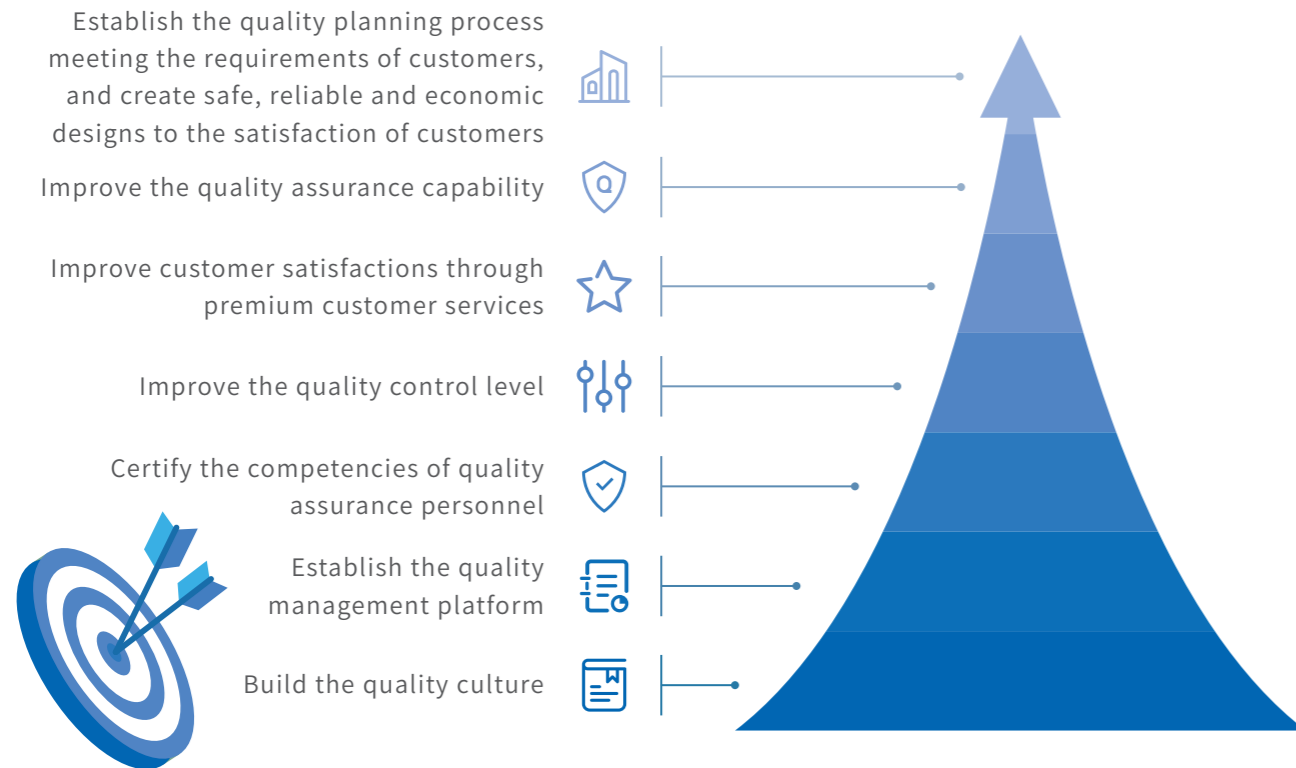 Establish the quality planning process
meeting the requirements of customers,
and create safe, reliable and economic
designs to the satisfaction of customers
Improve the quality assurance capability
Q
Improve customer satisfactions through
premium customer services
Improve the quality control level
Certify the competencies of quality
assurance personnel
Establish the quality
management platform
Build the quality culture